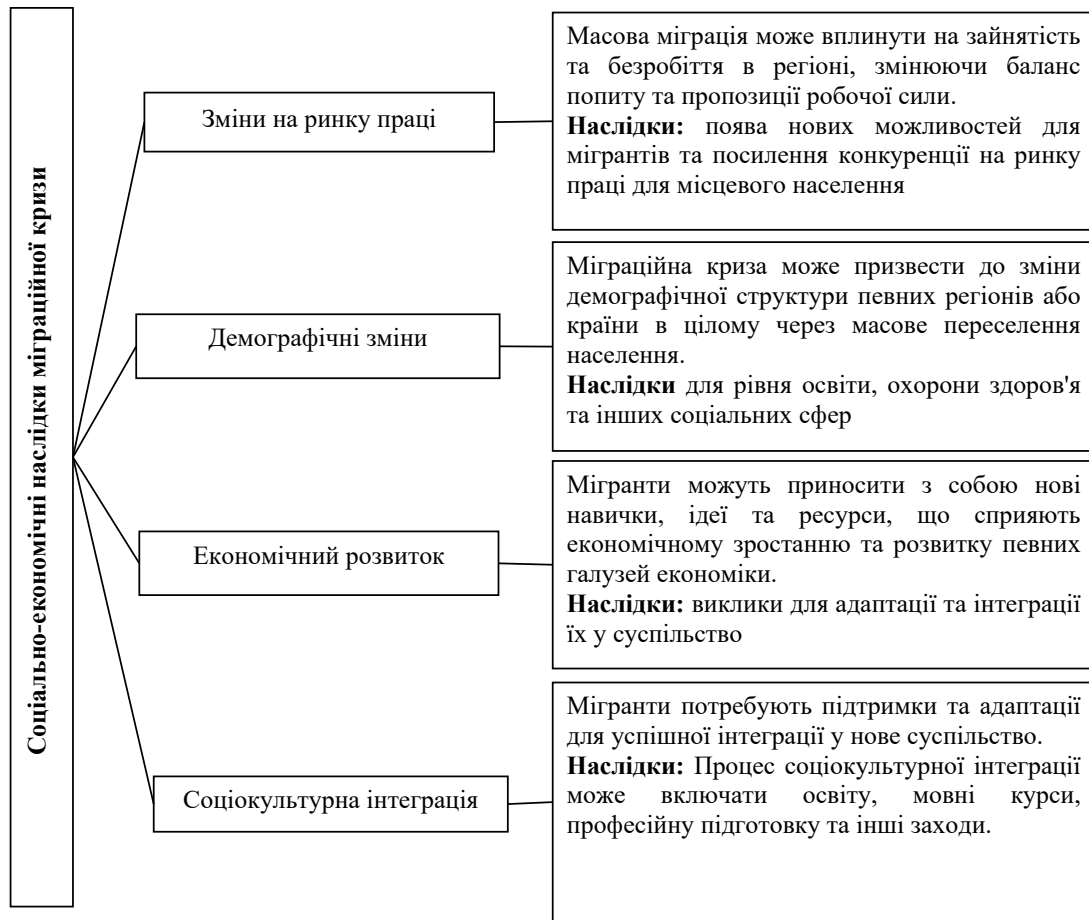 Соціально-економічні наслідки міграційної кризи
Зміни на ринку праці
Масова міграція може вплинути на зайнятість
та безробіття в регіоні, змінюючи баланс
попиту та пропозиції робочої сили.
Наслідки: поява нових можливостей для
мігрантів та посилення конкуренції на ринку
праці для місцевого населення
Демографічні зміни
Міграційна криза може призвести до зміни
демографічної структури певних регіонів або
країни в цілому через масове переселення
населення.
Наслідки для рівня освіти, охорони здоров'я
та інших соціальних сфер
Економічний розвиток
Мігранти можуть приносити з собою нові
навички, ідеї та ресурси, що сприяють
економічному зростанню та розвитку певних
галузей економіки.
Наслідки: виклики для адаптації та інтеграції
їх у суспільство
Соціокультурна інтеграція
Мігранти потребують підтримки та адаптації
для успішної інтеграції у нове суспільство.
Наслідки: Процес соціокультурної інтеграції
може включати освіту, мовні курси,
професійну підготовку та інші заходи.